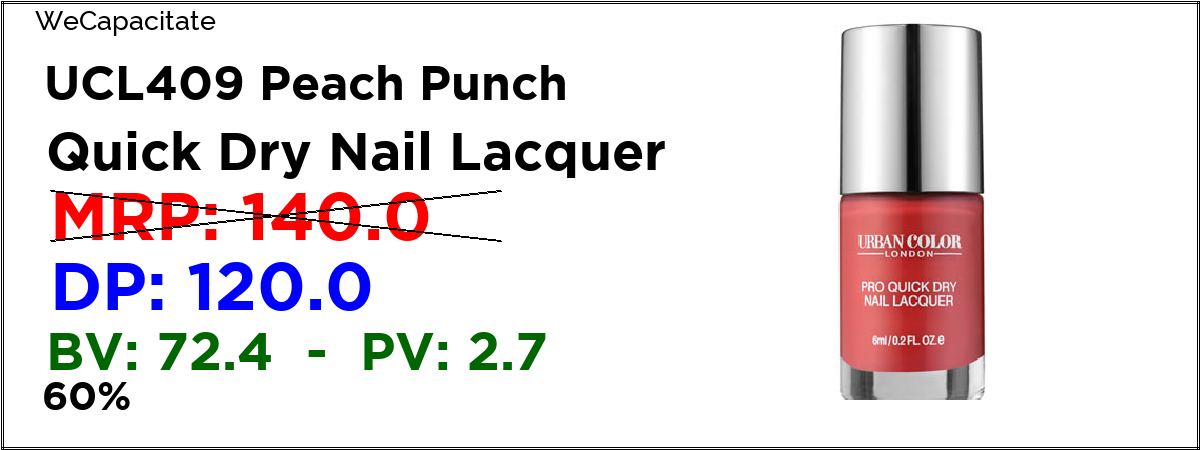 WeCapacitate
UCL409 Peach Punch
Quick Dry Nail Lacquer
MRP: 140.0
DP: 120.0
BV: 72.4 - PV: 2.7
60%
URBAN COLOR
LONDON
PRO QUICK DRY
NAIL LACQUER
6ml/0.2 FL. OZ. e